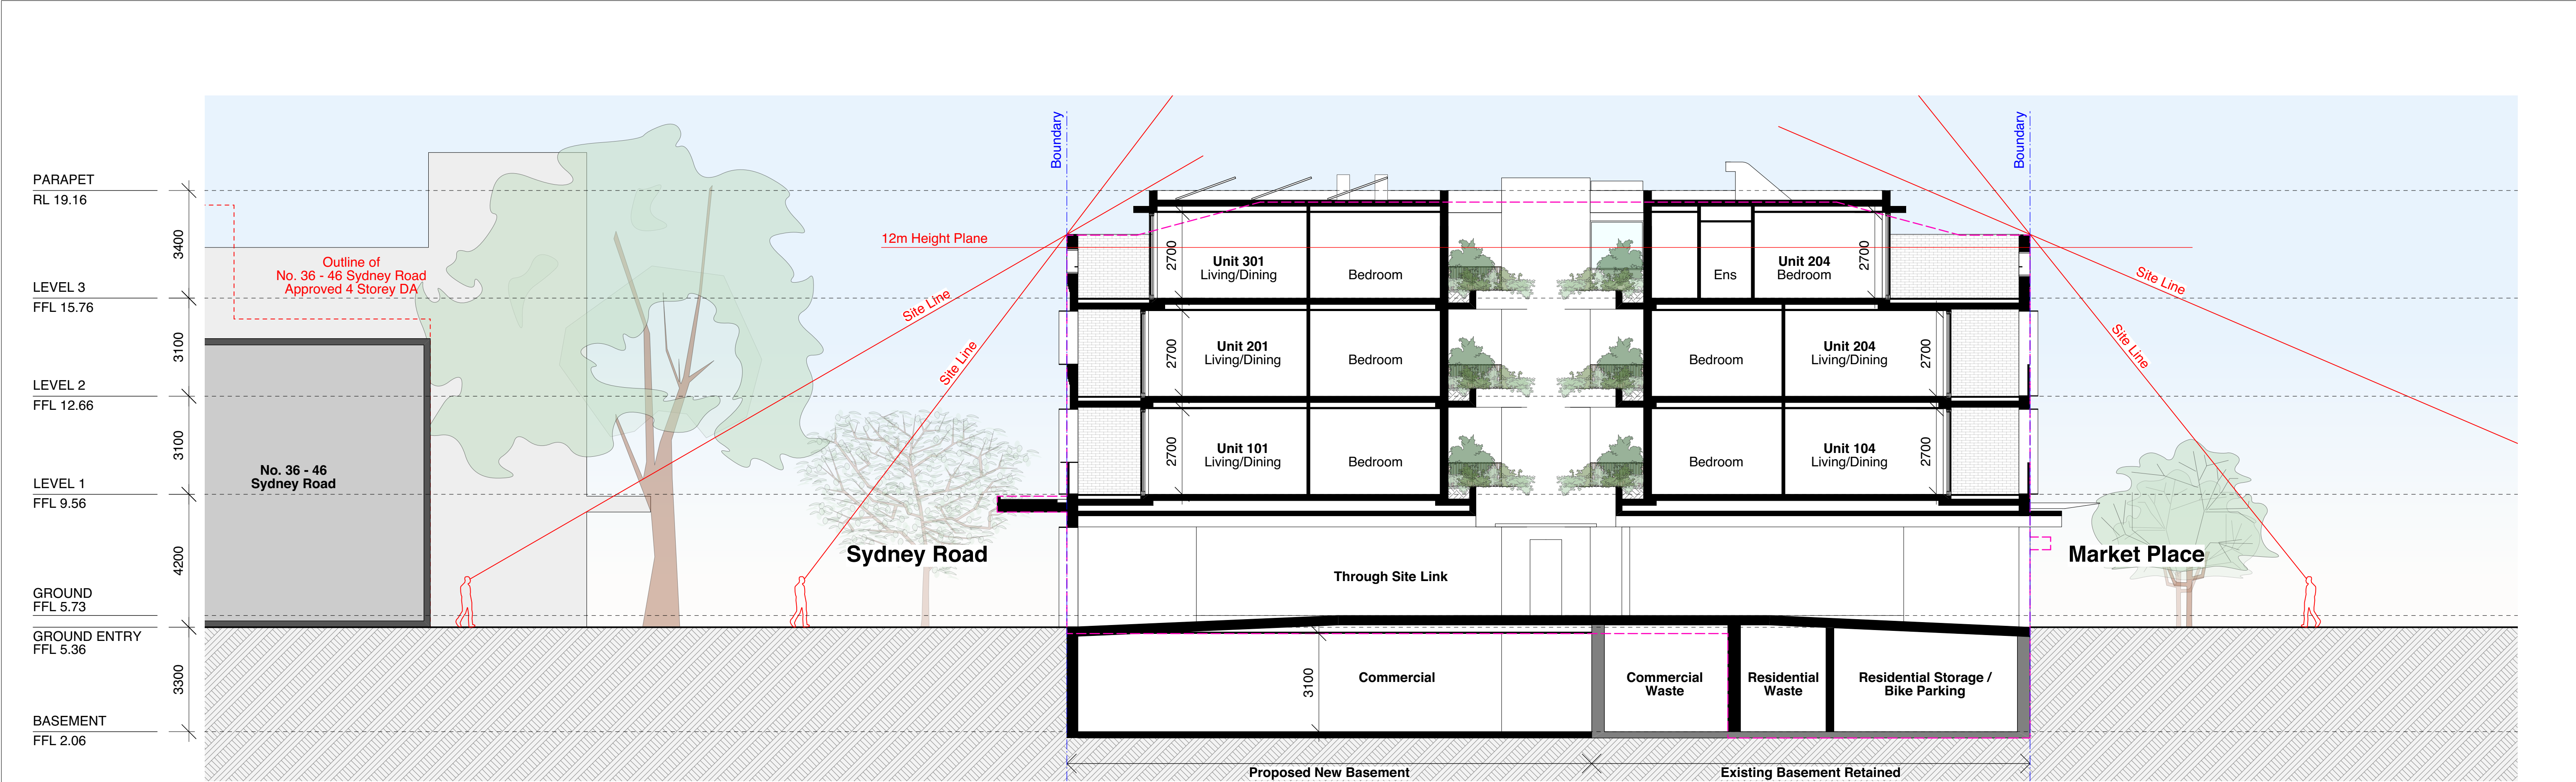 PARAPET
RL 19.16
3400
LEVEL 3
FFL 15.76
3100
LEVEL 2
FFL 12.66
3100
LEVEL 1
FFL 9.56
4200
GROUND
FFL 5.73
GROUND ENTRY
FFL 5.36
3300
BASEMENT
FFL 2.06
Outline of
No. 36 - 46 Sydney Road
Approved 4 Storey DA
No. 36 - 46
Sydney Road
12m Height Plane
Site Line
Site Line
Sydney Road
Boundary
2700
Unit 301
Living/Dining
Bedroom
Ens
Unit 204
Bedroom
2700
2700
Unit 201
Living/Dining
Bedroom
Bedroom
Unit 204
Living/Dining
2700
2700
Unit 101
Living/Dining
Bedroom
Bedroom
Unit 104
Living/Dining
2700
Through Site Link
3100
Commercial
Commercial
Waste
Residential
Waste
Residential Storage /
Bike Parking
Proposed New Basement
Existing Basement Retained
Boundary
Site Line
Site Line
Market Place